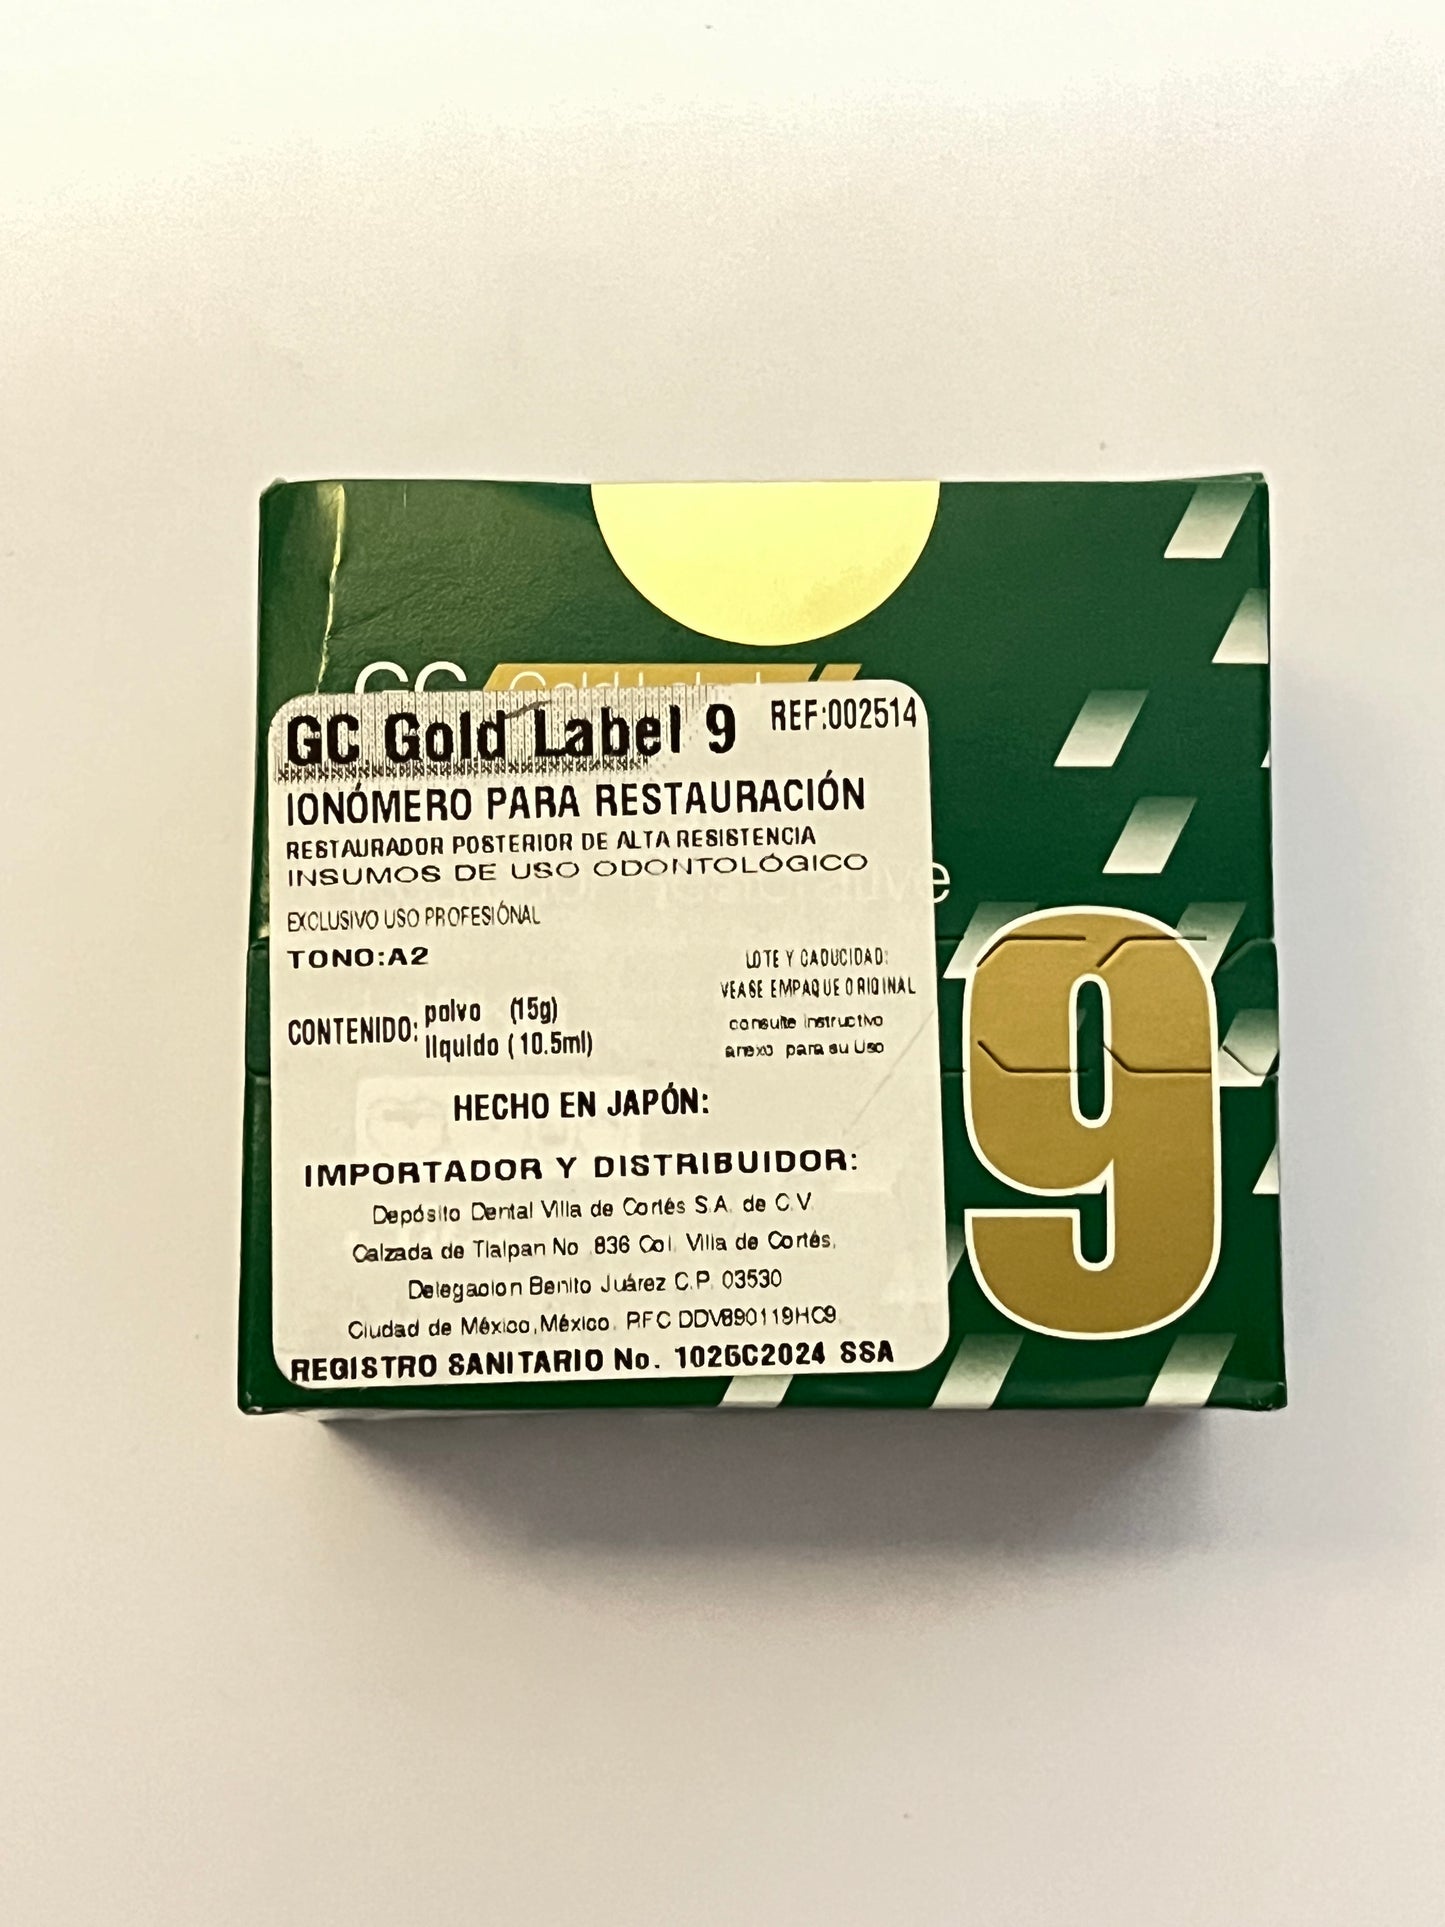 GC Gold Label 9 REF:002514
IONÓMERO PARA RESTAURACIÓN
RESTAURADOR POSTERIOR DE ALTA RESISTENCIA
INSUMOS DE USO ODONTOLÓGICO
EXCLUSIVO USO PROFESIÓNAL
TONO:A2
LOTE Y CADUCIDAD:
VEASE EMPAQUE ORIGINAL
CONTENIDO: polvo (15g)
liquido (10.5ml)
consulte instructivo
anexo para su Uso
HECHO EN JAPÓN:
IMPORTADOR Y DISTRIBUIDOR:
Depósito Dental Villa de Cortés S.A. de C.V.
Calzada de Tlalpan No .836 Col. Villa de Cortés,
Delegacion Benito Juárez C.P. 03530
Ciudad de México,México. RFC DDV890119HC9
REGISTRO SANITARIO No. 1026C2024 SSA
9